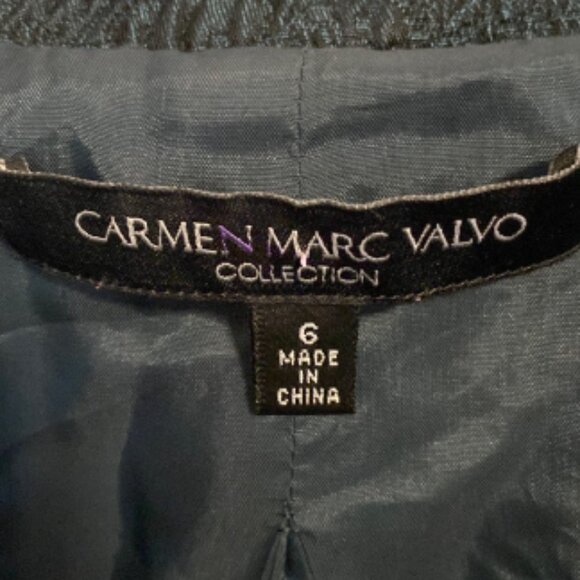 CARMEN MARC VALVO
COLLECTION
6
MADE
IN
CHINA